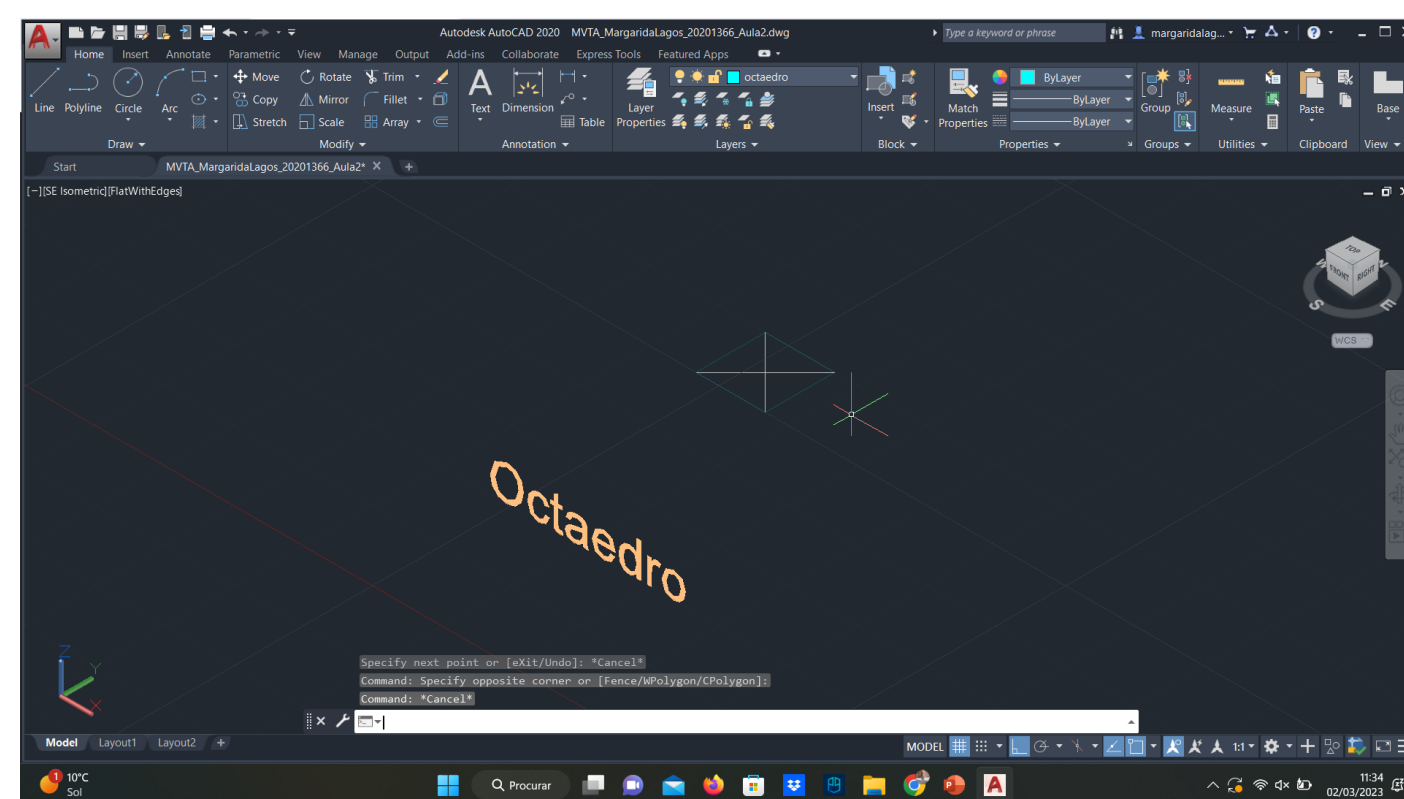 Autodesk AutoCAD 2020 MVTA_MargaridaLagos_20201366_Aula2.dwg
Type a keyword or phrase
margaridalag...
Home Insert Annotate Parametric View Manage Output Add-ins Collaborate Express Tools Featured Apps
Line Polyline Circle Arc
Move Rotate Trim
Copy Mirror Fillet
Stretch Scale Array
Text Dimension
Table
Layer
Properties
octaedro
Insert
Match
Properties
ByLayer
ByLayer
ByLayer
Group
Measure
Paste
Base
Draw Modify Annotation Layers Block Properties Groups Utilities Clipboard View
Start MVTA_MargaridaLagos_20201366_Aula2*
[−][SE Isometric][FlatWithEdges]
TOP
FRONT RIGHT
S E
WCS
Octaedro
Z
Y
X
Specify next point or [eXit/Undo]: *Cancel*
Command: Specify opposite corner or [Fence/WPolygon/CPolygon]:
Command: *Cancel*
Model Layout1 Layout2 +
MODEL 1:1
1
10°C
Sol
Procurar
11:34
02/03/2023